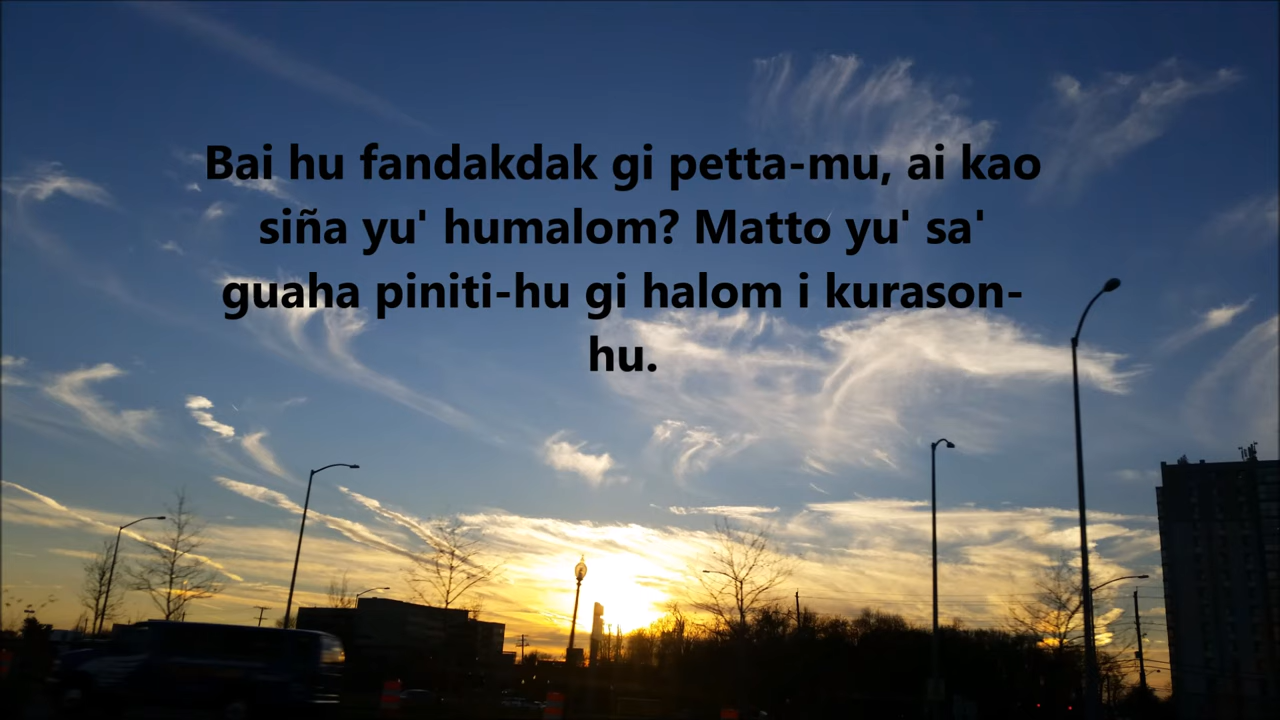 Bai hu fandakdak gi petta-mu, ai kao
siña yu' humalom? Matto yu' sa'
guaha piniti-hu gi halom i kurason-
hu.